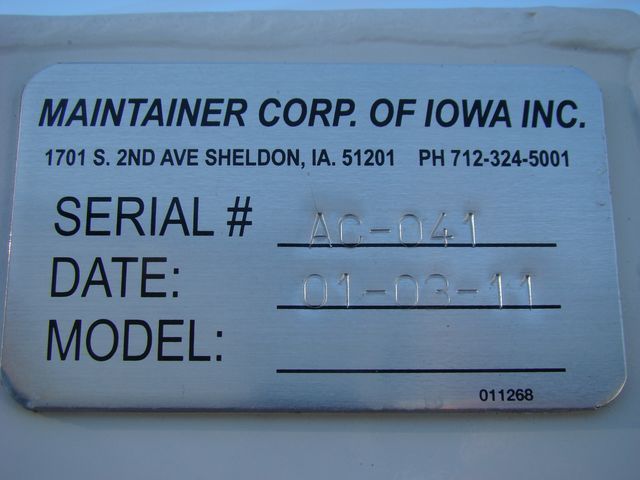 MAINTAINER CORP. OF IOWA INC.
1701 S. 2ND AVE SHELDON, IA. 51201 PH 712-324-5001
SERIAL # AC-041
DATE: 01-03-11
MODEL:
011268